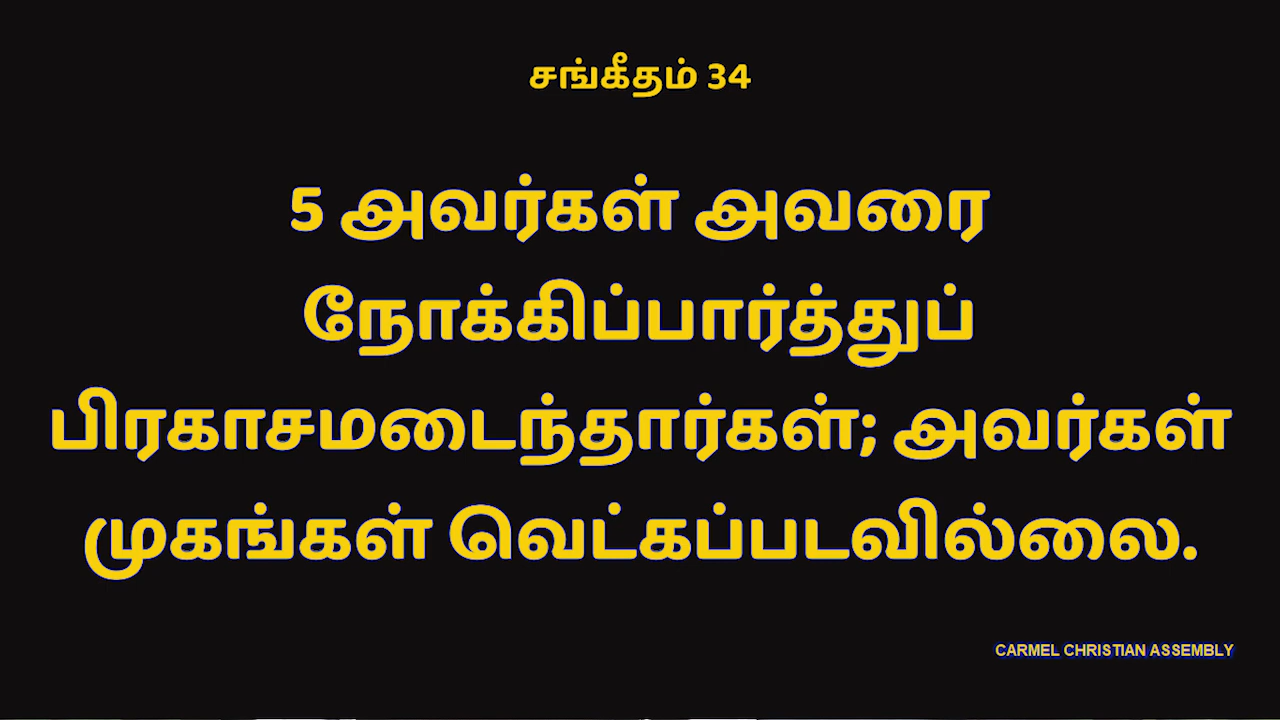 சங்கீதம் 34
5 அவர்கள் அவரை
நோக்கிப்பார்த்துப்
பிரகாசமடைந்தார்கள்; அவர்கள்
முகங்கள் வெட்கப்படவில்லை.
CARMEL CHRISTIAN ASSEMBLY